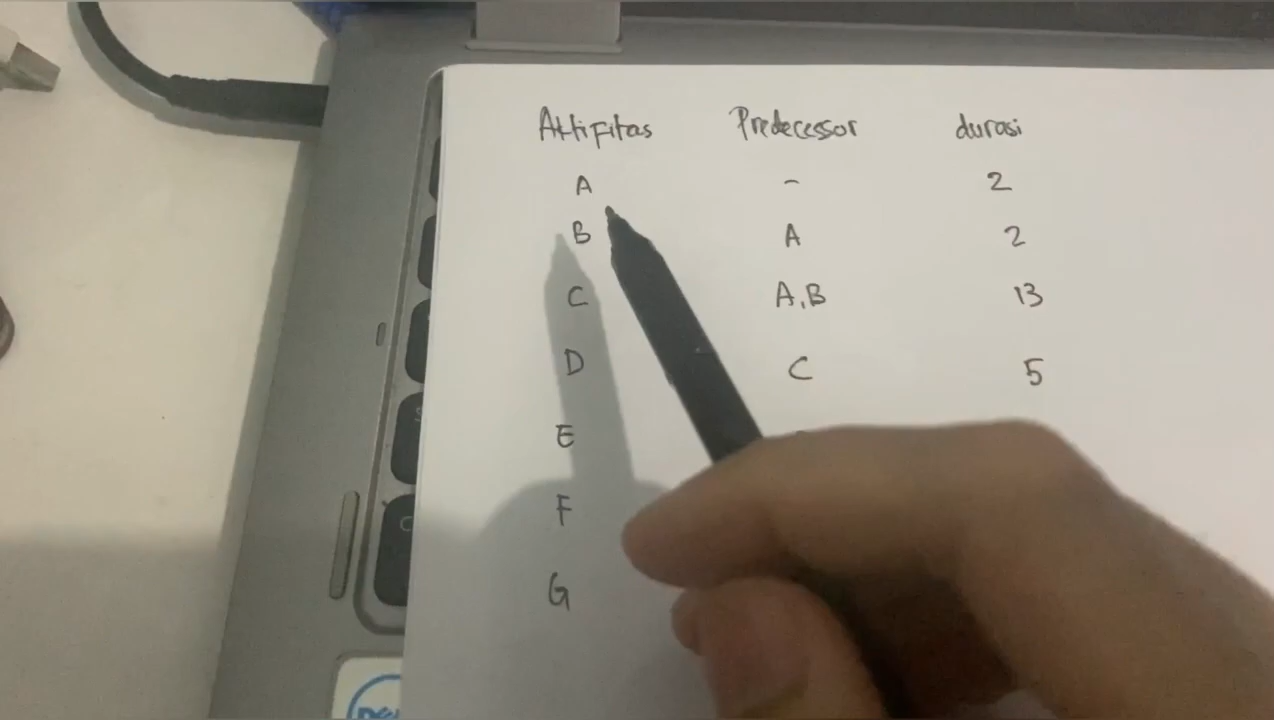 Aktifitas Predecessor durasi
A - 2
B A 2
C A,B 13
D C 5
E
F
G